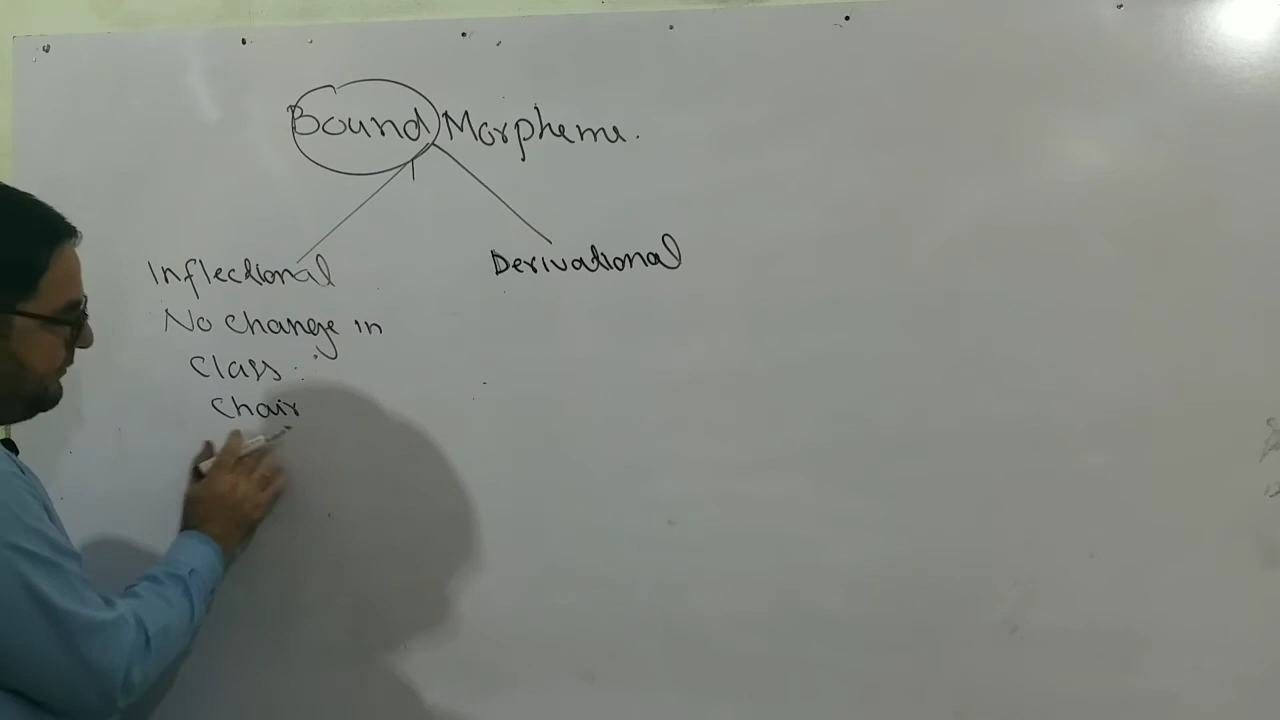 Bound Morpheme.
Inflectional
Derivational
No change in
class.
chair